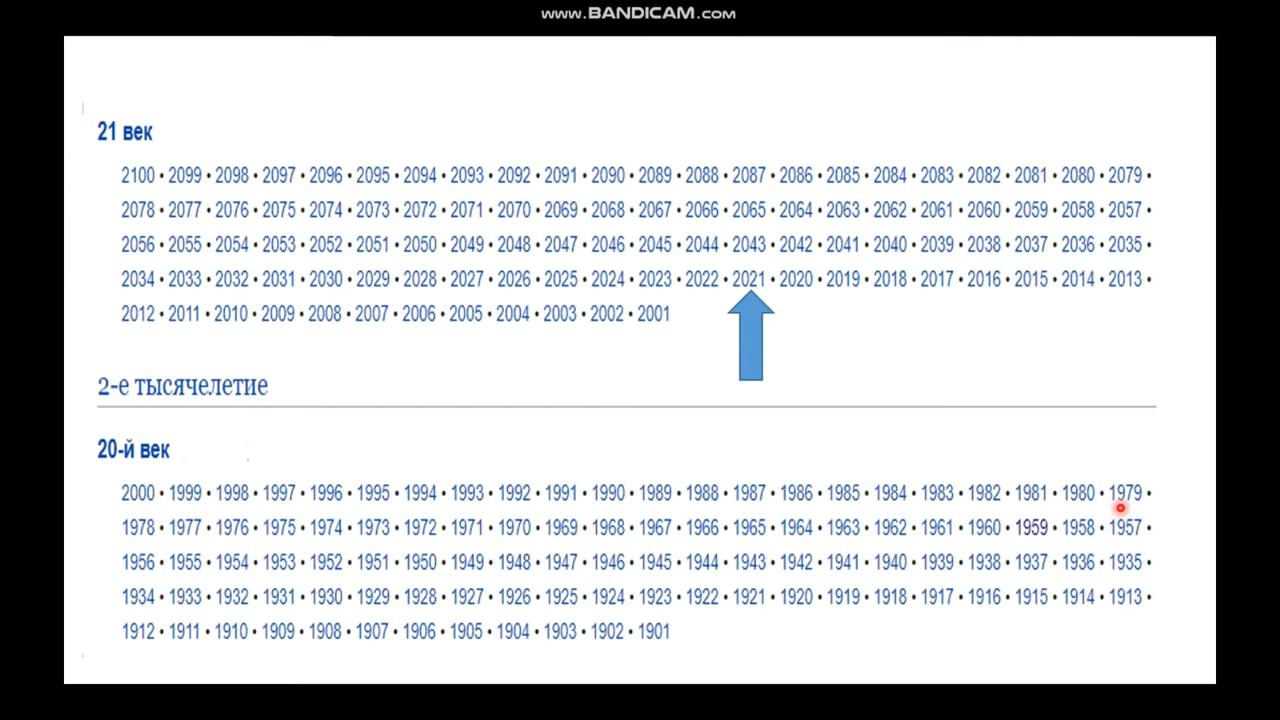 www.BANDICAM.com
21 век
2100 • 2099 • 2098 • 2097 • 2096 • 2095 • 2094 • 2093 • 2092 • 2091 • 2090 • 2089 • 2088 • 2087 • 2086 • 2085 • 2084 • 2083 • 2082 • 2081 • 2080 • 2079 •
2078 • 2077 • 2076 • 2075 • 2074 • 2073 • 2072 • 2071 • 2070 • 2069 • 2068 • 2067 • 2066 • 2065 • 2064 • 2063 • 2062 • 2061 • 2060 • 2059 • 2058 • 2057 •
2056 • 2055 • 2054 • 2053 • 2052 • 2051 • 2050 • 2049 • 2048 • 2047 • 2046 • 2045 • 2044 • 2043 • 2042 • 2041 • 2040 • 2039 • 2038 • 2037 • 2036 • 2035 •
2034 • 2033 • 2032 • 2031 • 2030 • 2029 • 2028 • 2027 • 2026 • 2025 • 2024 • 2023 • 2022 • 2021 • 2020 • 2019 • 2018 • 2017 • 2016 • 2015 • 2014 • 2013 •
2012 • 2011 • 2010 • 2009 • 2008 • 2007 • 2006 • 2005 • 2004 • 2003 • 2002 • 2001
2-е тысячелетие
20-й век
2000 • 1999 • 1998 • 1997 • 1996 • 1995 • 1994 • 1993 • 1992 • 1991 • 1990 • 1989 • 1988 • 1987 • 1986 • 1985 • 1984 • 1983 • 1982 • 1981 • 1980 • 1979 •
1978 • 1977 • 1976 • 1975 • 1974 • 1973 • 1972 • 1971 • 1970 • 1969 • 1968 • 1967 • 1966 • 1965 • 1964 • 1963 • 1962 • 1961 • 1960 • 1959 • 1958 • 1957 •
1956 • 1955 • 1954 • 1953 • 1952 • 1951 • 1950 • 1949 • 1948 • 1947 • 1946 • 1945 • 1944 • 1943 • 1942 • 1941 • 1940 • 1939 • 1938 • 1937 • 1936 • 1935 •
1934 • 1933 • 1932 • 1931 • 1930 • 1929 • 1928 • 1927 • 1926 • 1925 • 1924 • 1923 • 1922 • 1921 • 1920 • 1919 • 1918 • 1917 • 1916 • 1915 • 1914 • 1913 •
1912 • 1911 • 1910 • 1909 • 1908 • 1907 • 1906 • 1905 • 1904 • 1903 • 1902 • 1901